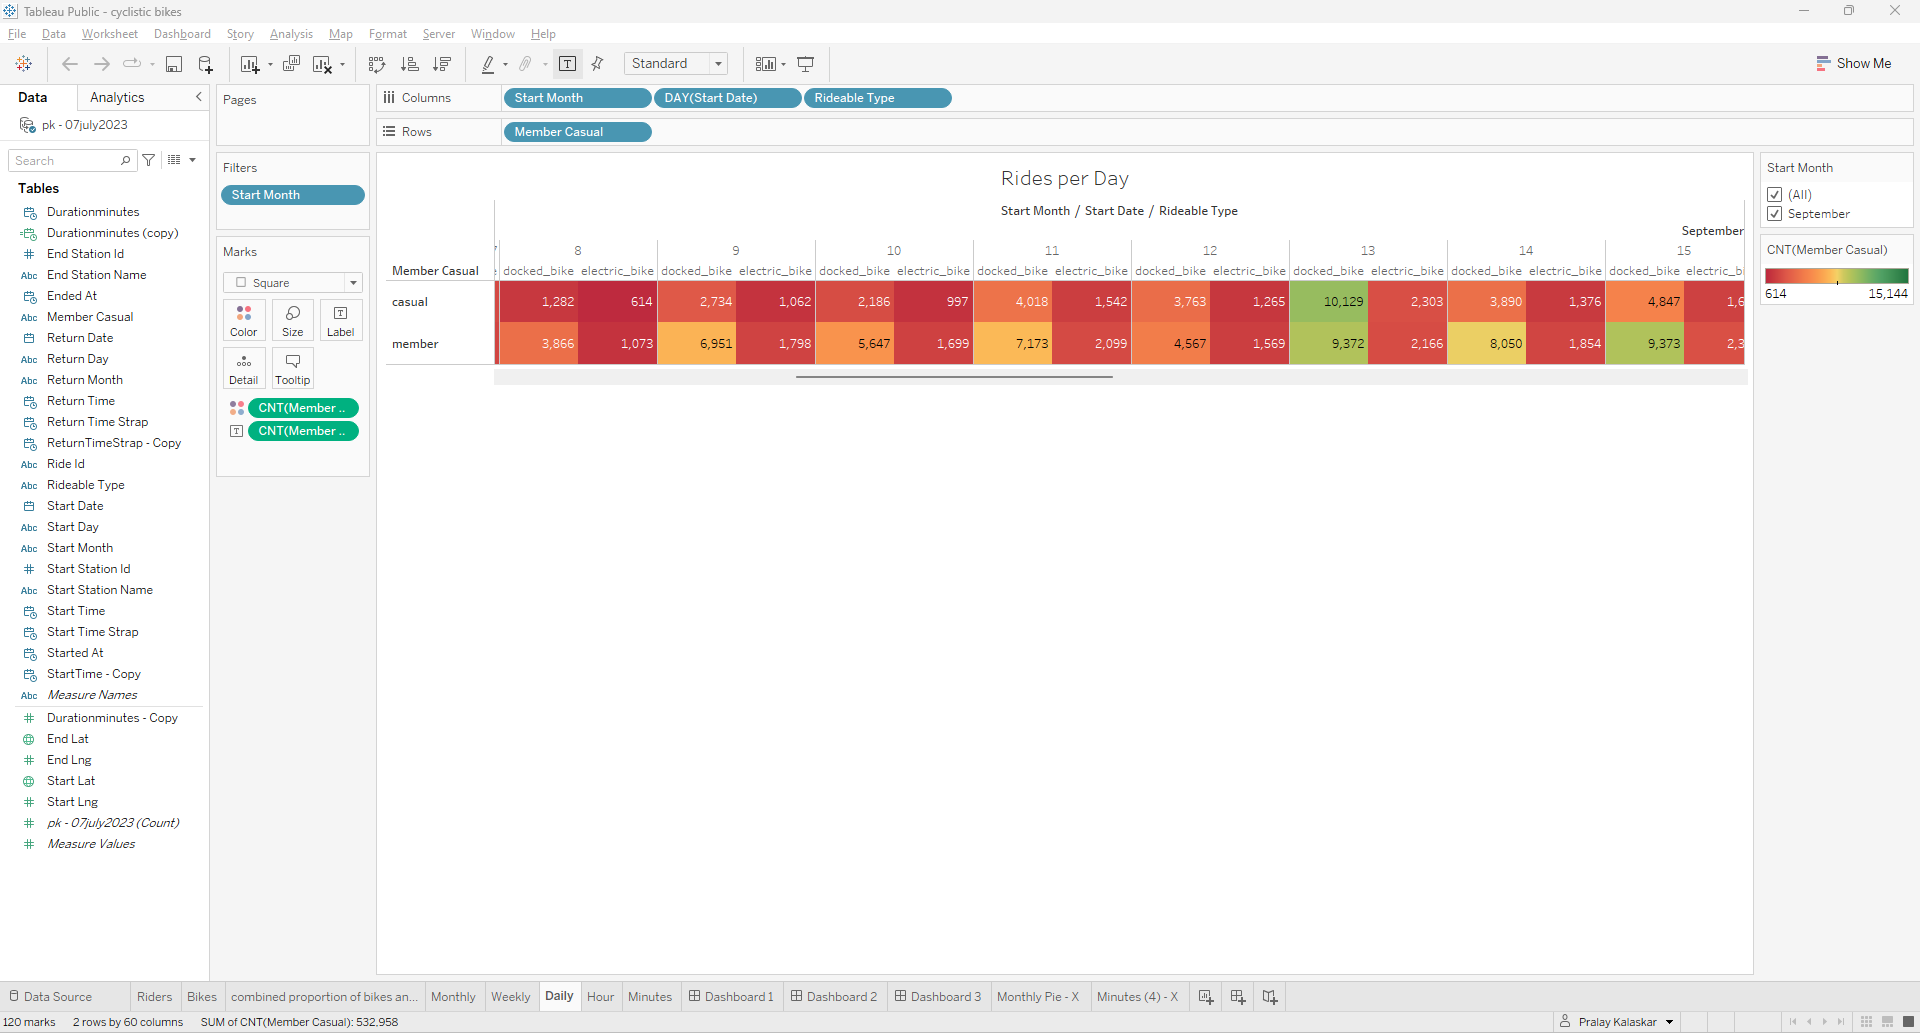 Tableau Public - cyclistic bikes
File Data Worksheet Dashboard Story Analysis Map Format Server Window Help
Standard
Show Me
Data Analytics
pk - 07july2023
Search
Tables
Durationminutes
Durationminutes (copy)
End Station Id
Abc End Station Name
Ended At
Abc Member Casual
Return Date
Abc Return Day
Abc Return Month
Return Time
Return Time Strap
ReturnTimeStrap - Copy
Abc Ride Id
Abc Rideable Type
Start Date
Abc Start Day
Abc Start Month
Start Station Id
Abc Start Station Name
Start Time
Start Time Strap
Started At
StartTime - Copy
Abc Measure Names
Durationminutes - Copy
End Lat
End Lng
Start Lat
Start Lng
pk - 07july2023 (Count)
Measure Values
Pages
Filters
Start Month
Marks
Square
Color Size Label
Detail Tooltip
CNT(Member ..
CNT(Member ..
Columns Start Month DAY(Start Date) Rideable Type
Rows Member Casual
Rides per Day
Start Month / Start Date / Rideable Type
September
8 9 10 11 12 13 14 15
Member Casual docked_bike electric_bike docked_bike electric_bike docked_bike electric_bike docked_bike electric_bike docked_bike electric_bike docked_bike electric_bike docked_bike electric_bike docked_bike electric_bi
casual 1,282 614 2,734 1,062 2,186 997 4,018 1,542 3,763 1,265 10,129 2,303 3,890 1,376 4,847 1,6
member 3,866 1,073 6,951 1,798 5,647 1,699 7,173 2,099 4,567 1,569 9,372 2,166 8,050 1,854 9,373 2,3
Start Month
(All)
September
CNT(Member Casual)
614 15,144
Data Source Riders Bikes combined proportion of bikes an... Monthly Weekly Daily Hour Minutes Dashboard 1 Dashboard 2 Dashboard 3 Monthly Pie - X Minutes (4) - X
120 marks 2 rows by 60 columns SUM of CNT(Member Casual): 532,958
Pralay Kalaskar